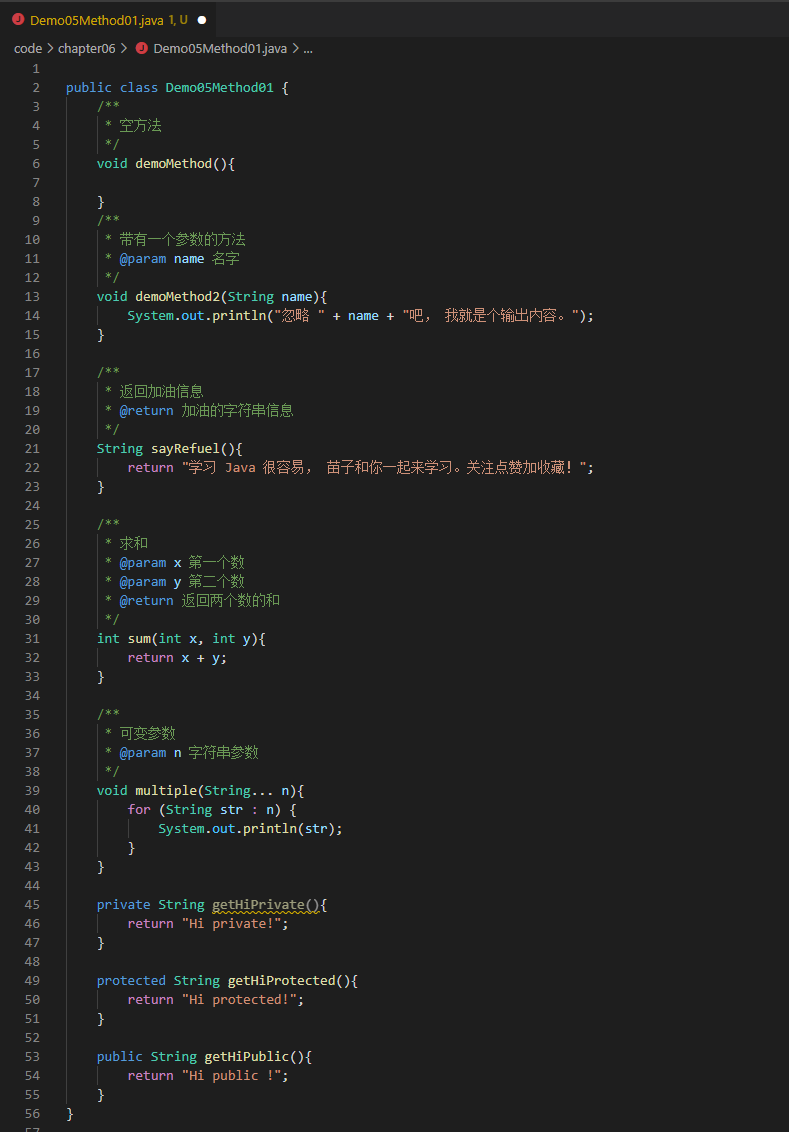 J Demo05Method01.java 1, U ●
code > chapter06 > J Demo05Method01.java > ...
1
2 public class Demo05Method01 {
3     /**
4      * 空方法
5      */
6     void demoMethod(){
7
8     }
9     /**
10      * 带有一个参数的方法
11      * @param name 名字
12      */
13     void demoMethod2(String name){
14         System.out.println("忽略 " + name + "吧， 我就是个输出内容。");
15     }
16
17     /**
18      * 返回加油信息
19      * @return 加油的字符串信息
20      */
21     String sayRefuel(){
22         return "学习 Java 很容易， 苗子和你一起来学习。关注点赞加收藏！";
23     }
24
25     /**
26      * 求和
27      * @param x 第一个数
28      * @param y 第二个数
29      * @return 返回两个数的和
30      */
31     int sum(int x, int y){
32         return x + y;
33     }
34
35     /**
36      * 可变参数
37      * @param n 字符串参数
38      */
39     void multiple(String... n){
40         for (String str : n) {
41             System.out.println(str);
42         }
43     }
44
45     private String getHiPrivate(){
46         return "Hi private!";
47     }
48
49     protected String getHiProtected(){
50         return "Hi protected!";
51     }
52
53     public String getHiPublic(){
54         return "Hi public !";
55     }
56 }
57